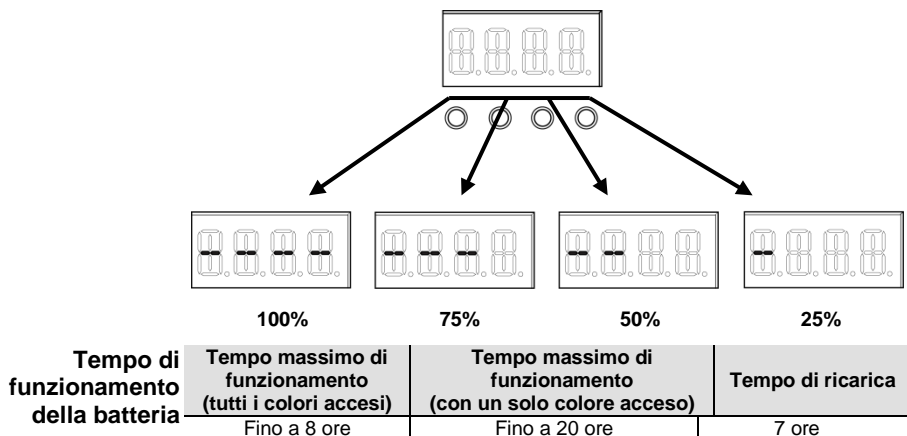 100% 75% 50% 25%
Tempo di
funzionamento
della batteria
Tempo massimo di
funzionamento
(tutti i colori accesi)
Tempo massimo di
funzionamento
(con un solo colore acceso)
Tempo di ricarica
Fino a 8 ore Fino a 20 ore 7 ore